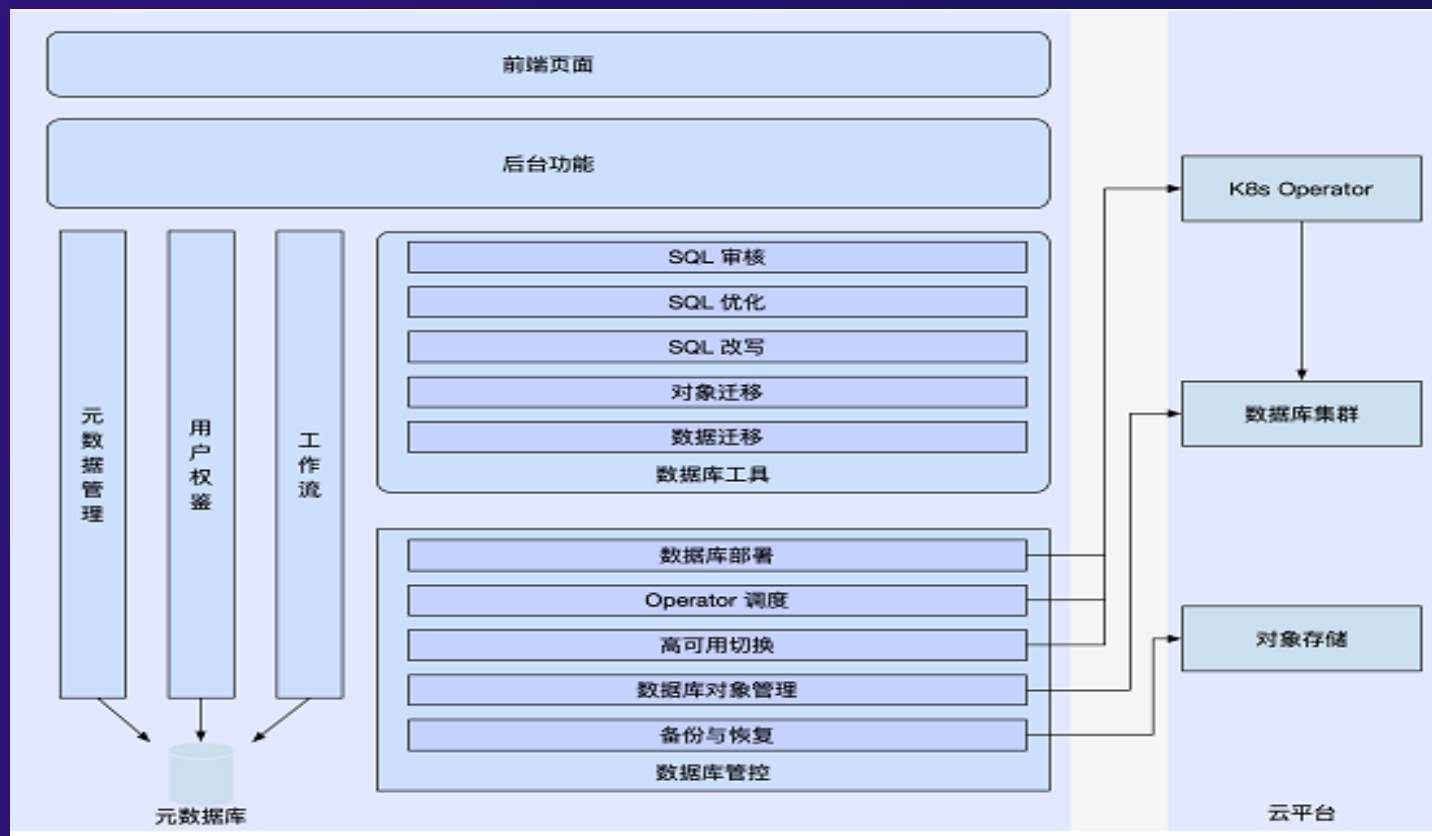 前端页面
后台功能
元数据管理
用户权鉴
工作流
SQL 审核
SQL 优化
SQL 改写
对象迁移
数据迁移
数据库工具
数据库部署
Operator 调度
高可用切换
数据库对象管理
备份与恢复
数据库管控
元数据库
K8s Operator
数据库集群
对象存储
云平台